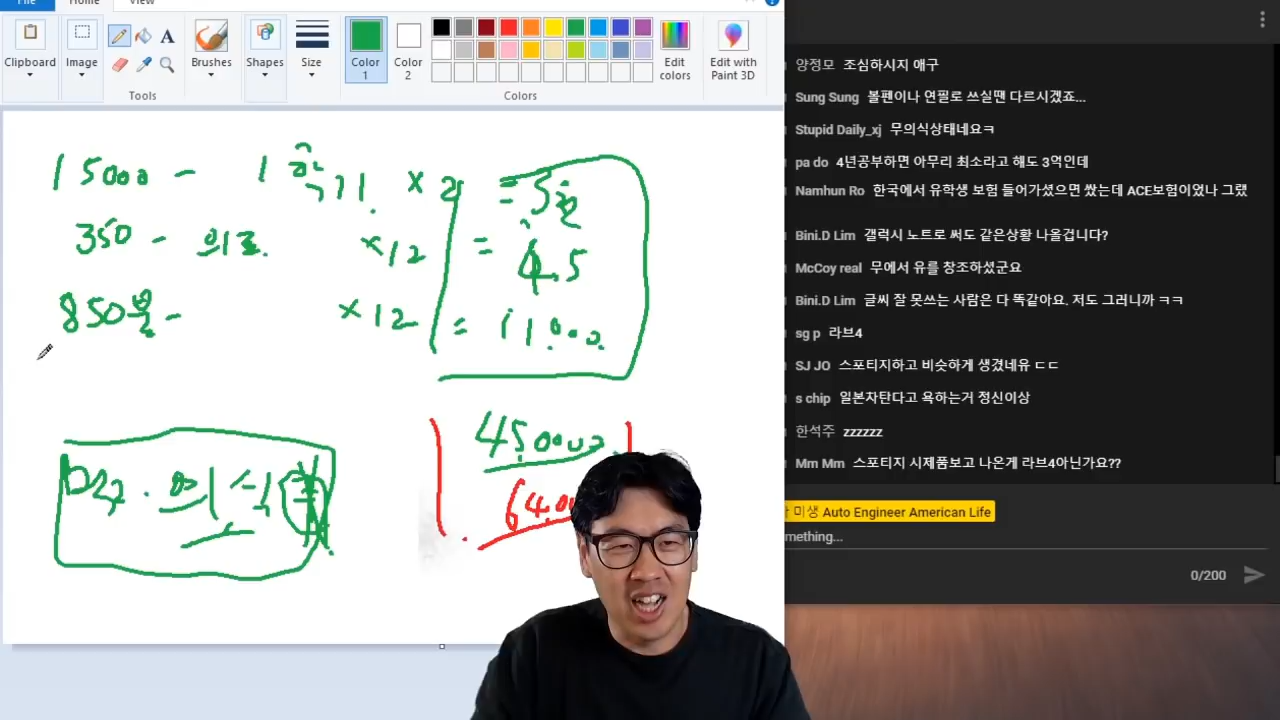 File
Home
View
Clipboard
Image
Tools
A
Brushes
Shapes
Size
Color 1
Color 2
Edit colors
Edit with Paint 3D
Colors
15000 - 1 학기. × 2 = 3만
350 - 의료. ×12 = 4.5
850 월 - ×12 = 11.000.
45,000
64.0
양정모 조심하시지 애구
Sung Sung 볼펜이나 연필로 쓰실땐 다르시겠죠...
Stupid Daily_xj 무의식상태네요ㅋ
pa do 4년공부하면 아무리 최소라고 해도 3억인데
Namhun Ro 한국에서 유학생 보험 들어가셨으면 쌌는데 ACE보험이었나 그랬
Bini.D Lim 갤럭시 노트로 써도 같은상황 나올겁니다?
McCoy real 무에서 유를 창조하셨군요
Bini.D Lim 글씨 잘 못쓰는 사람은 다 똑같아요. 저도 그러니까 ㅋㅋ
sg p 라브4
SJ JO 스포티지하고 비슷하게 생겼네유 ㄷㄷ
s chip 일본차탄다고 욕하는거 정신이상
한석주 zzzzzz
Mm Mm 스포티지 시제품보고 나온게 라브4아닌가요??
미생 Auto Engineer American Life
mething...
0/200